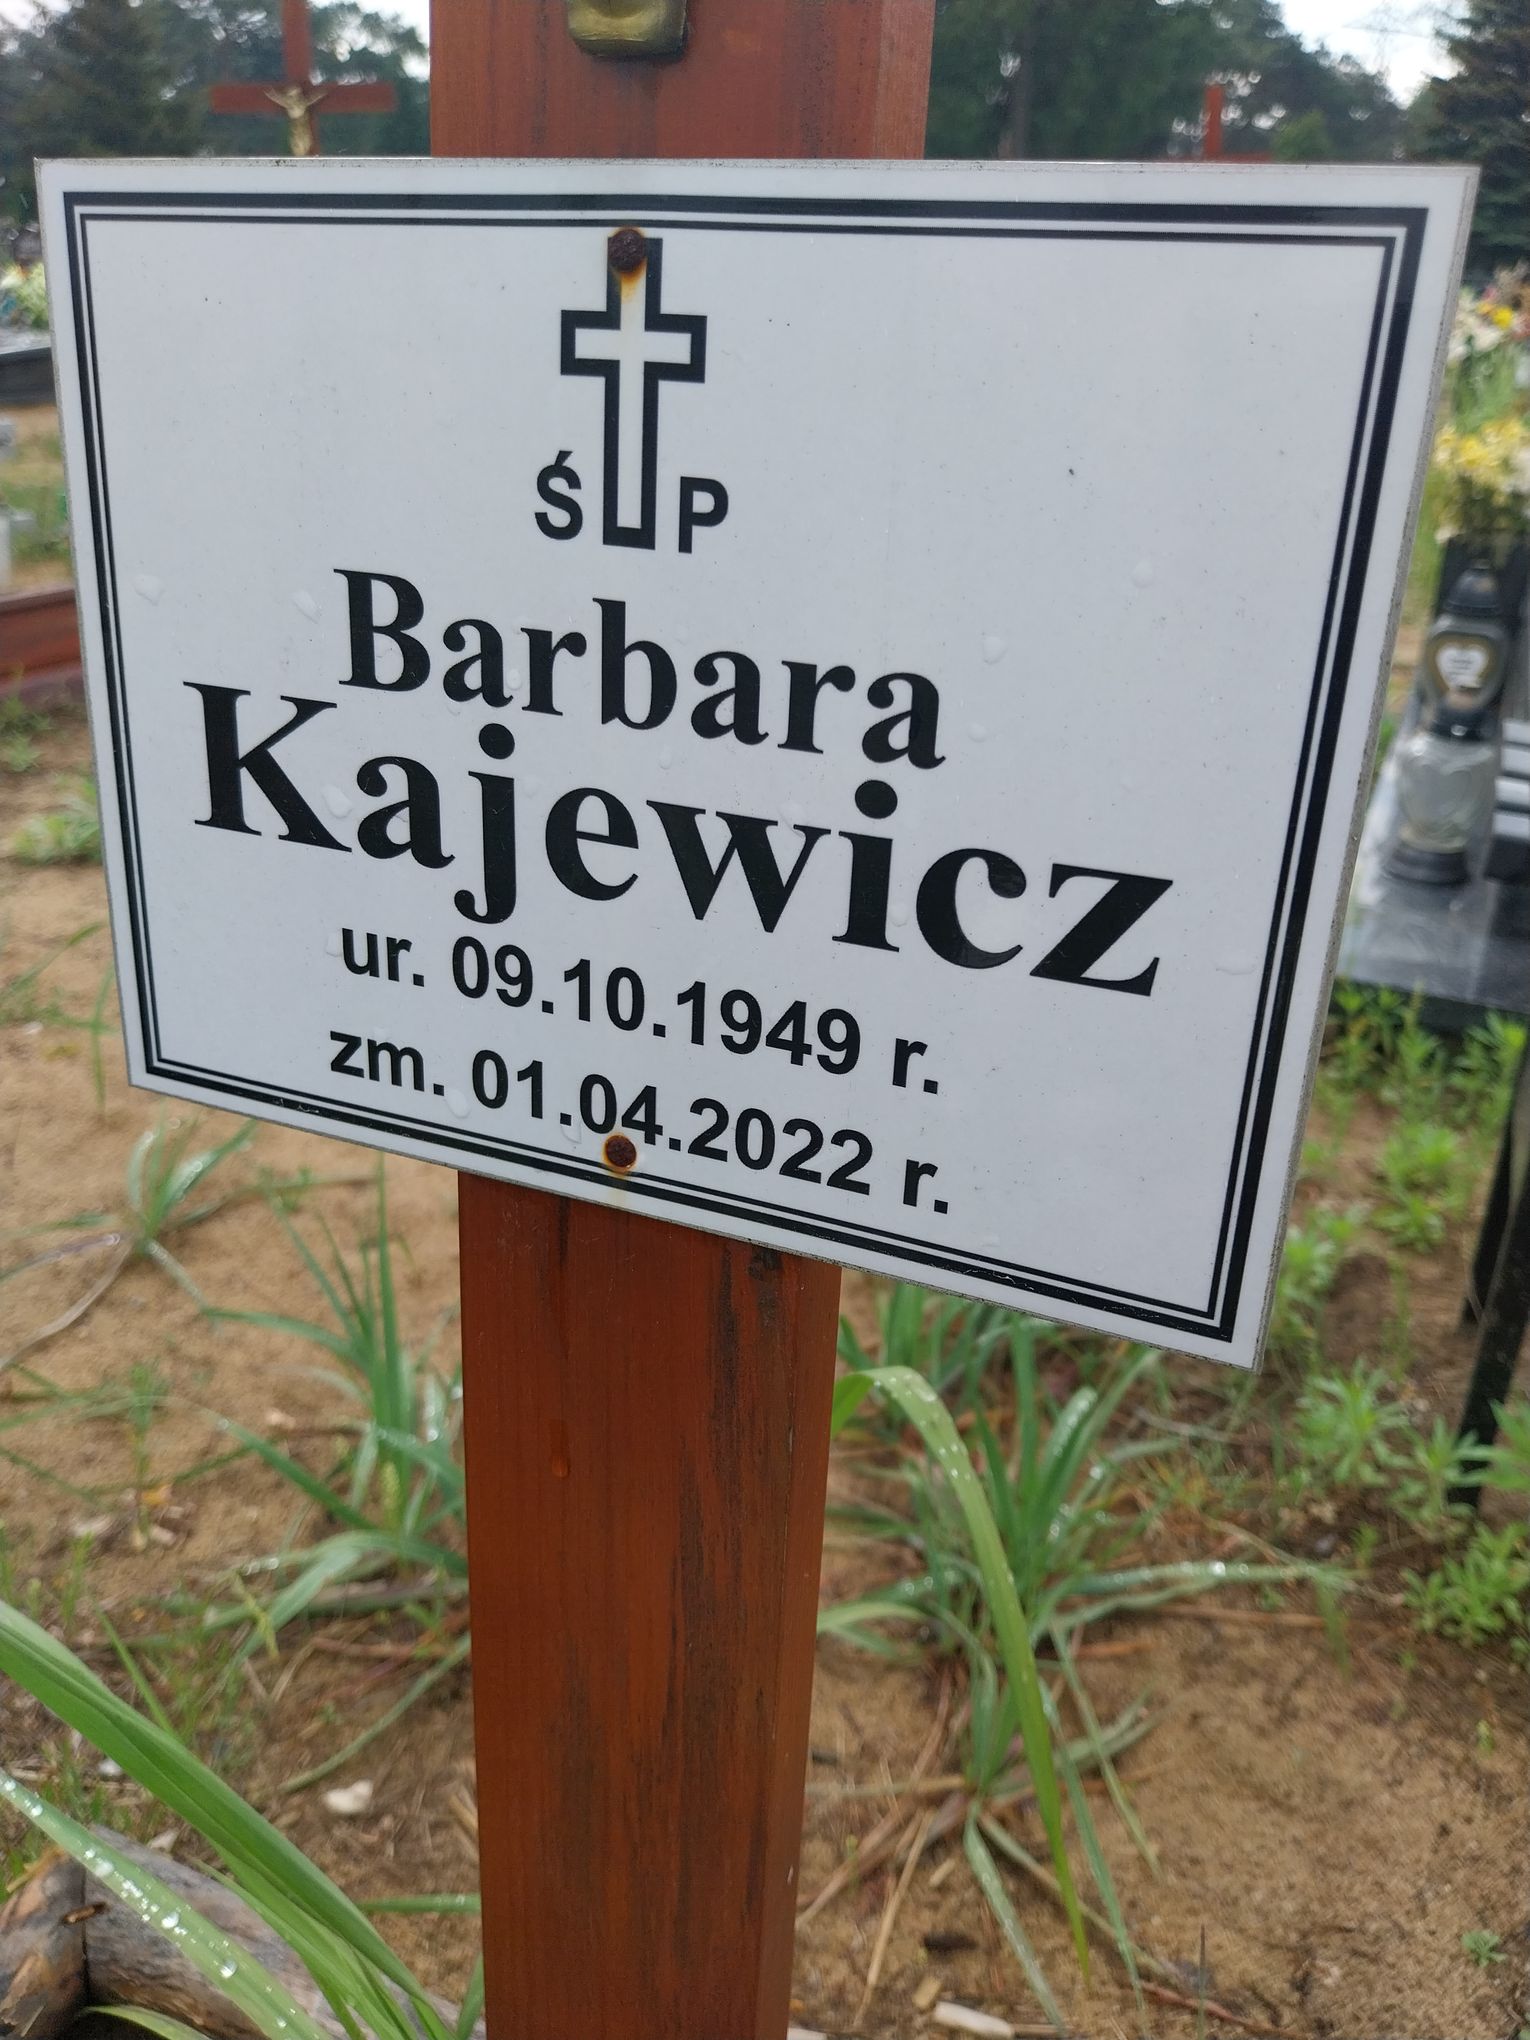 Ś P
Barbara
Kajewicz
ur. 09.10.1949 r.
zm. 01.04.2022 r.